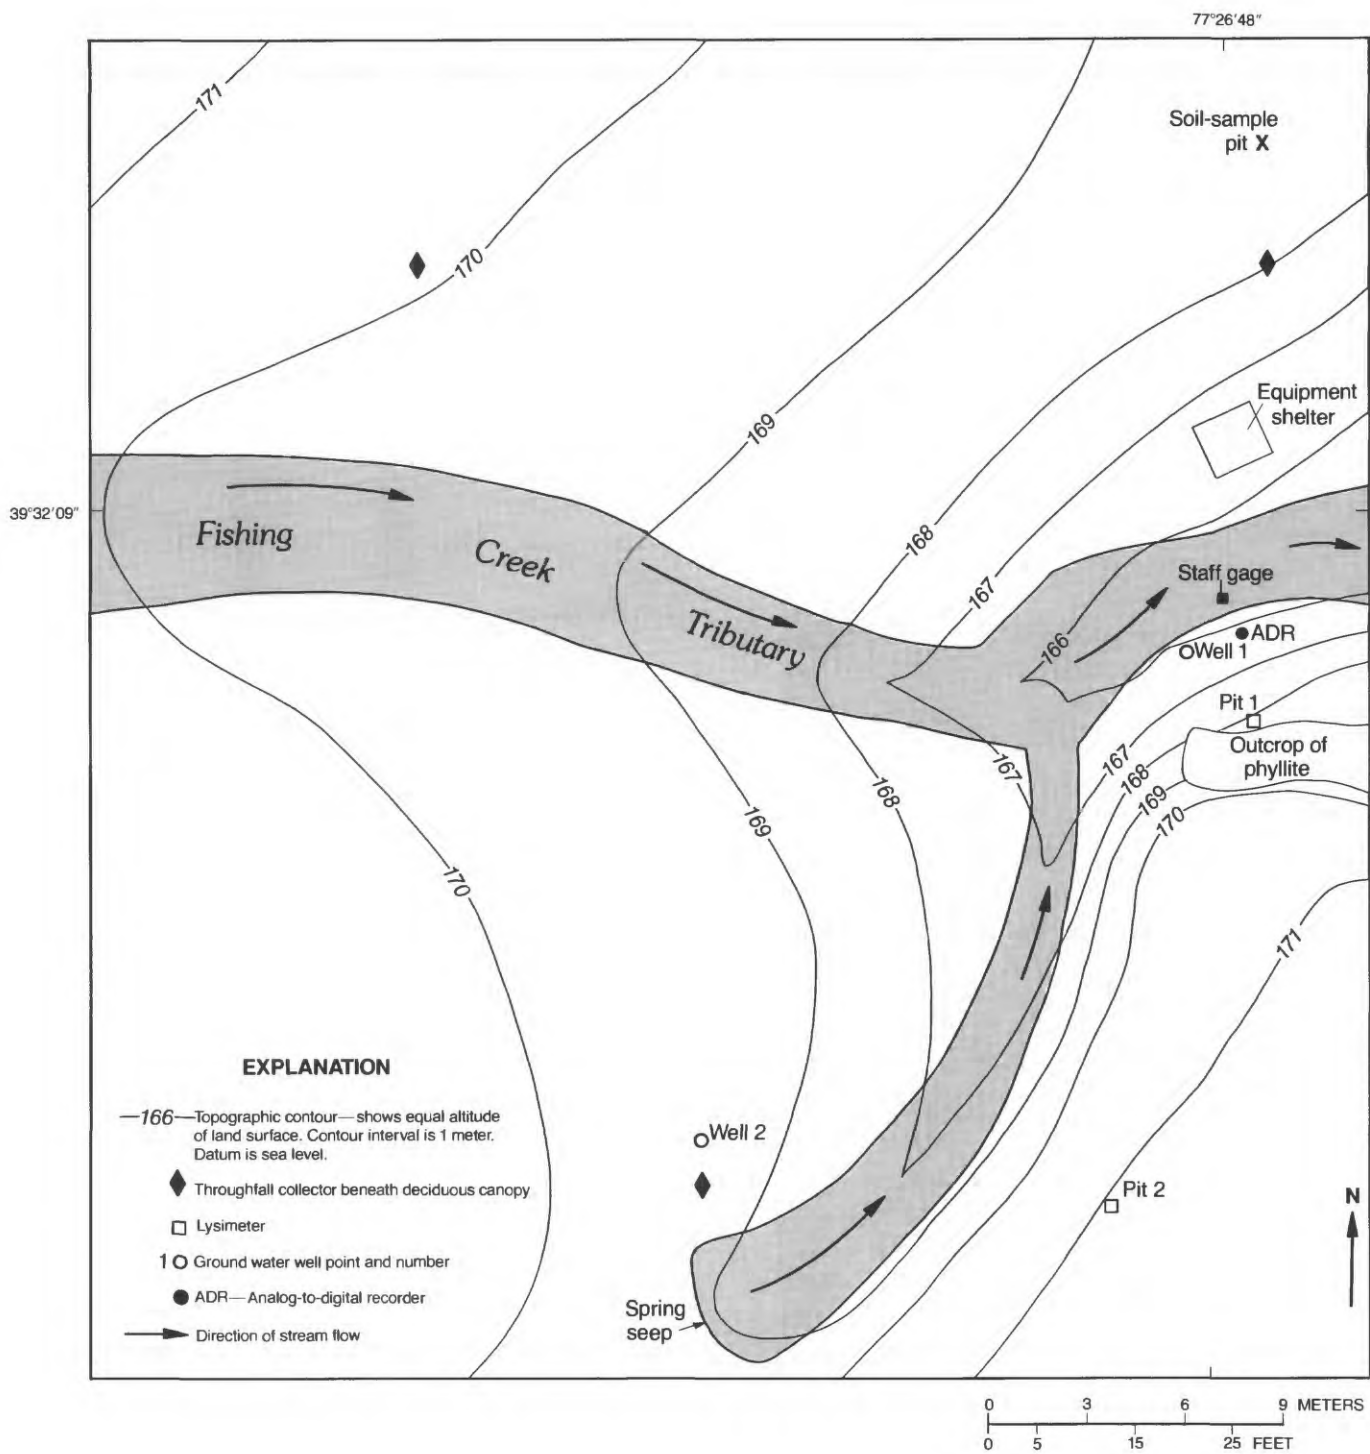 77°26'48"
171
Soil-sample
pit X
170
168
Equipment
shelter
169
39°32'09"
Fishing
Creek
168
167
Staff gage
Tributary
166
ADR
Well 1
Pit 1
Outcrop of
phyllite
167
167
168
168
169
169
170
170
171
EXPLANATION
166 Topographic contour—shows equal altitude
of land surface. Contour interval is 1 meter.
Datum is sea level.
Throughfall collector beneath deciduous canopy
Lysimeter
1 Ground water well point and number
ADR—Analog-to-digital recorder
Direction of stream flow
Well 2
Pit 2
N
Spring
seep
0 3 6 9 METERS
0 5 15 25 FEET